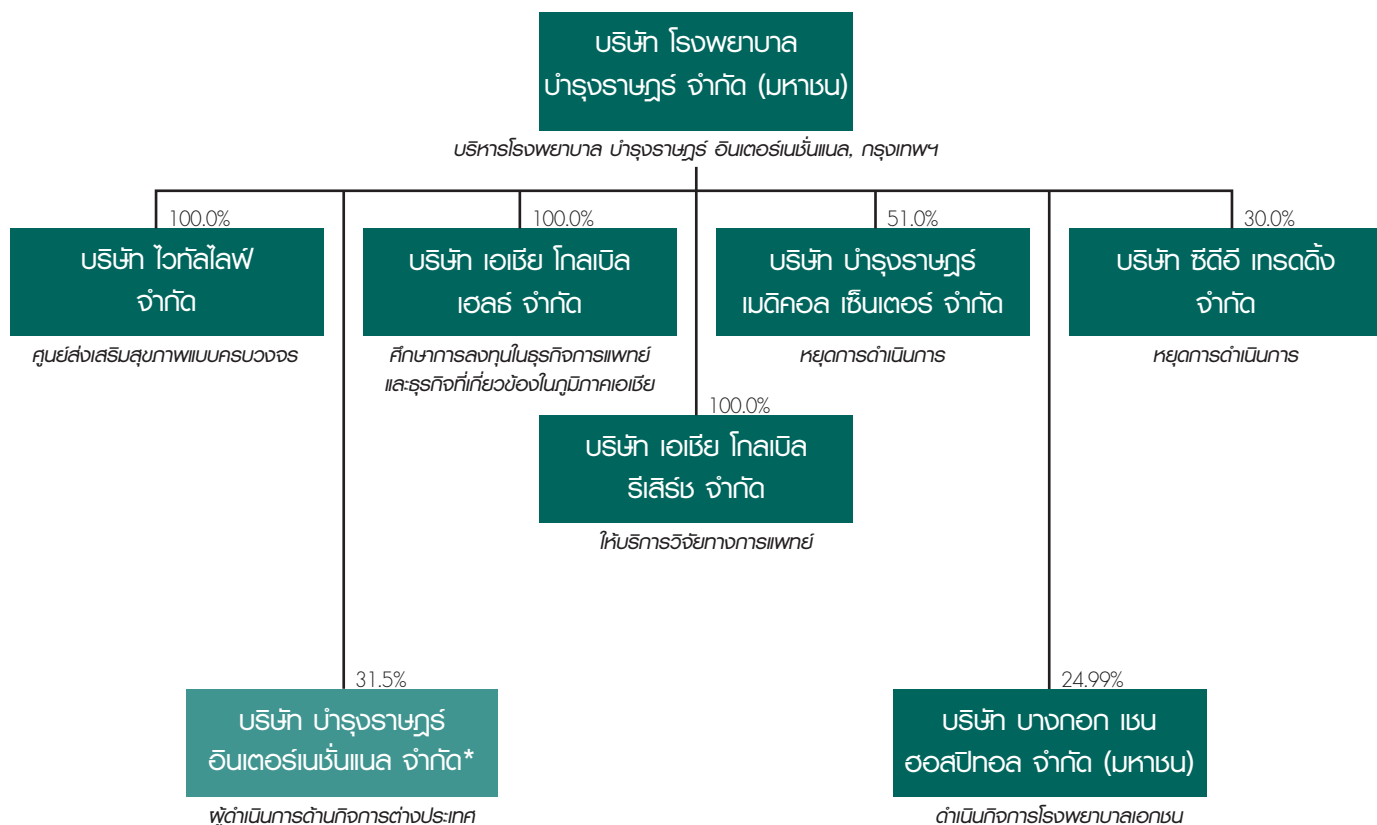 บริษัท โรงพยาบาล
บำรุงราษฎร์ จำกัด (มหาชน)
บริหารโรงพยาบาล บำรุงราษฎร์ อินเตอร์เนชั่นแนล, กรุงเทพฯ
100.0%
บริษัท ไวทัลไลฟ์
จำกัด
ศูนย์ส่งเสริมสุขภาพแบบครบวงจร
100.0%
บริษัท เอเชีย โกลเบิล
เฮลธ์ จำกัด
ศึกษาการลงทุนในธุรกิจการแพทย์
และธุรกิจที่เกี่ยวข้องในภูมิภาคเอเชีย
51.0%
บริษัท บำรุงราษฎร์
เมดิคอล เซ็นเตอร์ จำกัด
หยุดการดำเนินการ
30.0%
บริษัท ซีดีอี เทรดดิ้ง
จำกัด
หยุดการดำเนินการ
100.0%
บริษัท เอเชีย โกลเบิล
รีเสิร์ช จำกัด
ให้บริการวิจัยทางการแพทย์
31.5%
บริษัท บำรุงราษฎร์
อินเตอร์เนชั่นแนล จำกัด*
ผู้ดำเนินการด้านกิจการต่างประเทศ
24.99%
บริษัท บางกอก เชน
ฮอสปิทอล จำกัด (มหาชน)
ดำเนินกิจการโรงพยาบาลเอกชน